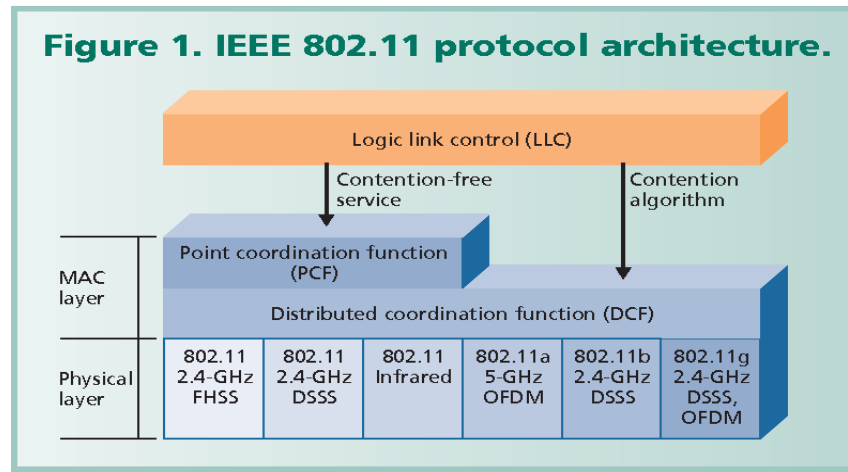 Figure 1. IEEE 802.11 protocol architecture.
Logic link control (LLC)
Contention-free
service
Contention
algorithm
MAC
layer
Point coordination function
(PCF)
Distributed coordination function (DCF)
Physical
layer
802.11
2.4-GHz
FHSS
802.11
2.4-GHz
DSSS
802.11
Infrared
802.11a
5-GHz
OFDM
802.11b
2.4-GHz
DSSS
802.11g
2.4-GHz
DSSS,
OFDM